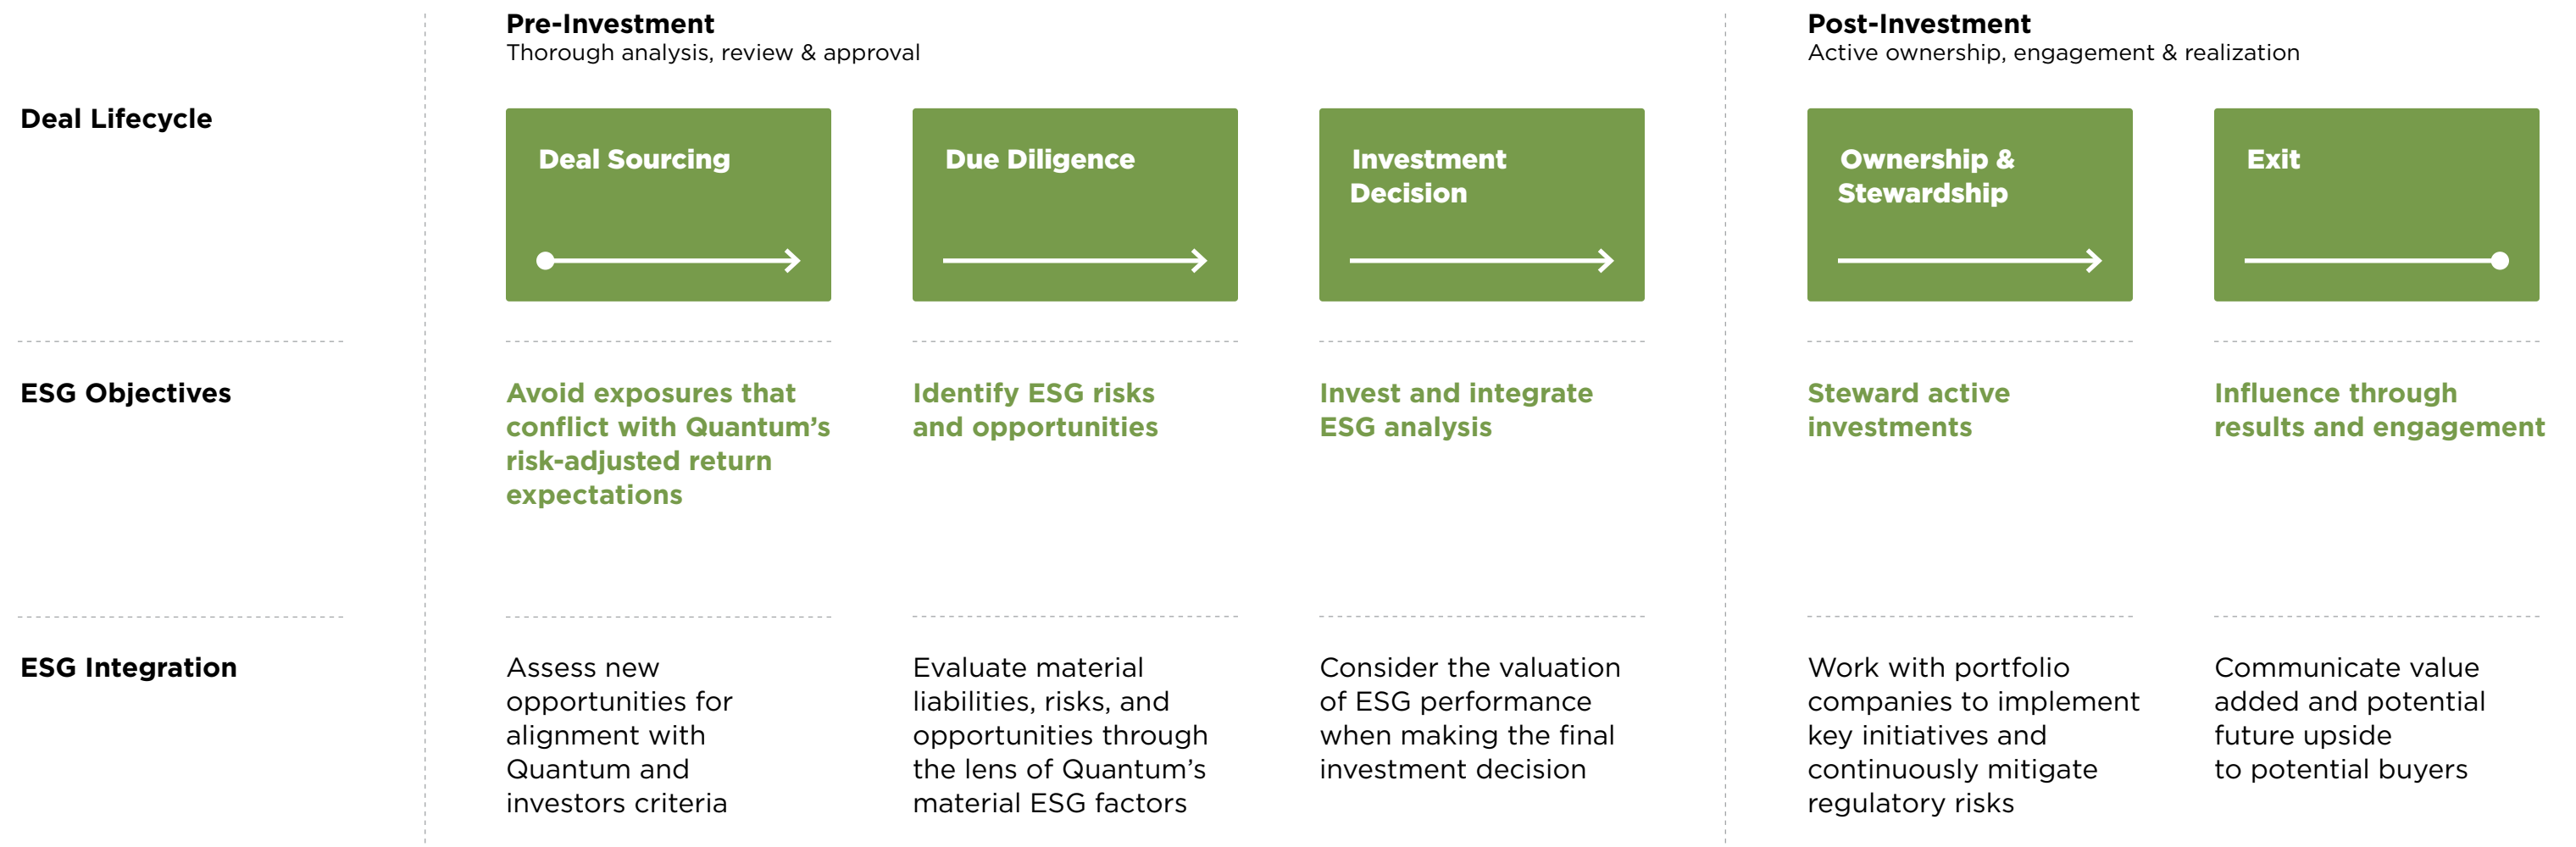 Pre-Investment
Thorough analysis, review & approval
Post-Investment
Active ownership, engagement & realization
Deal Lifecycle
Deal Sourcing
Due Diligence
Investment
Decision
Ownership &
Stewardship
Exit
ESG Objectives
Avoid exposures that
conflict with Quantum’s
risk-adjusted return
expectations
Identify ESG risks
and opportunities
Invest and integrate
ESG analysis
Steward active
investments
Influence through
results and engagement
ESG Integration
Assess new
opportunities for
alignment with
Quantum and
investors criteria
Evaluate material
liabilities, risks, and
opportunities through
the lens of Quantum’s
material ESG factors
Consider the valuation
of ESG performance
when making the final
investment decision
Work with portfolio
companies to implement
key initiatives and
continuously mitigate
regulatory risks
Communicate value
added and potential
future upside
to potential buyers